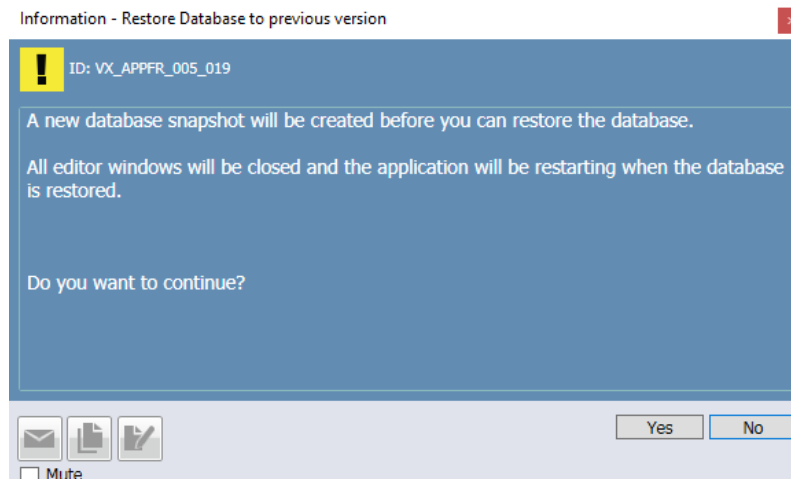 Information - Restore Database to previous version
ID: VX_APPFR_005_019
A new database snapshot will be created before you can restore the database.
All editor windows will be closed and the application will be restarting when the database
is restored.
Do you want to continue?
Yes
No
Mute